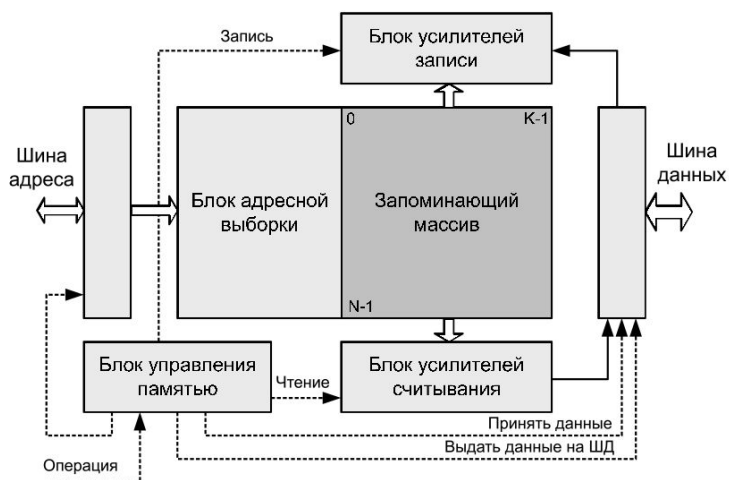 Запись
Блок усилителей
записи
Шина
адреса
0
K-1
Шина
данных
Блок адресной
выборки
Запоминающий
массив
N-1
Блок управления
памятью
Чтение
Блок усилителей
считывания
Принять данные
Выдать данные на ШД
Операция